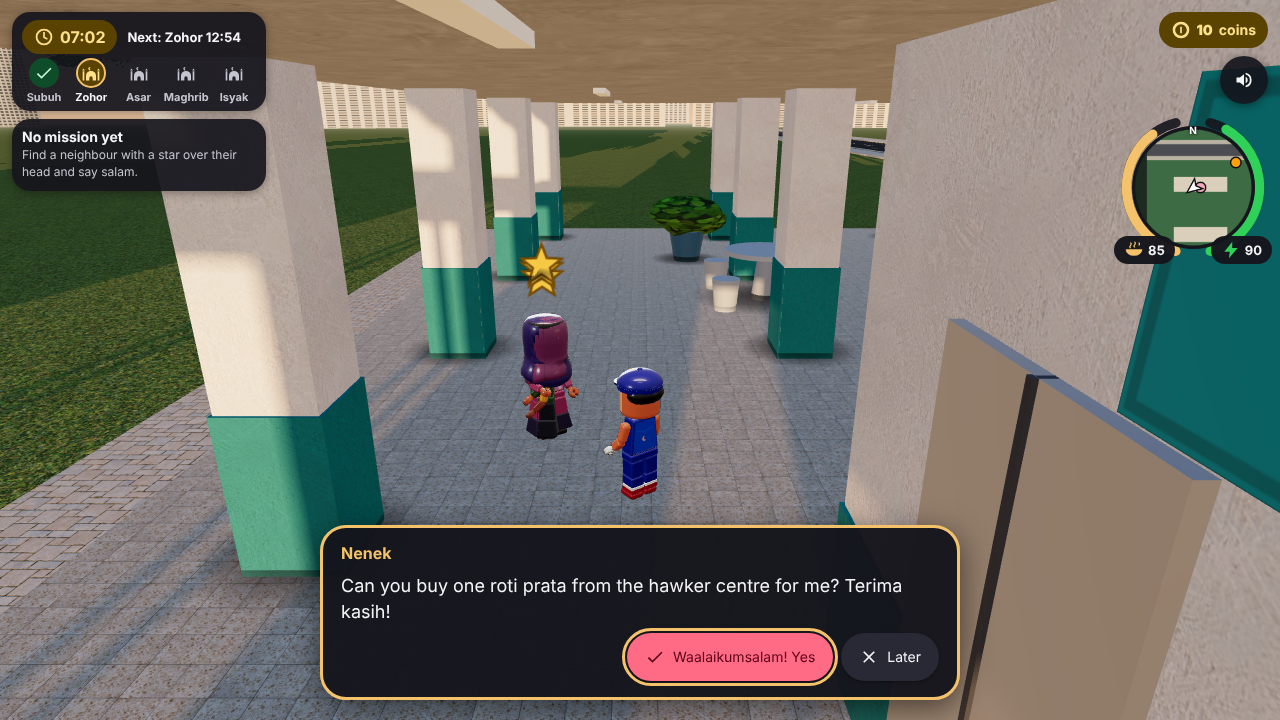 07:02
Next: Zohor 12:54
Subuh
Zohor
Asar
Maghrib
Isyak
No mission yet
Find a neighbour with a star over their
head and say salam.
10 coins
N
85
90
Nenek
Can you buy one roti prata from the hawker centre for me? Terima
kasih!
Waalaikumsalam! Yes
Later